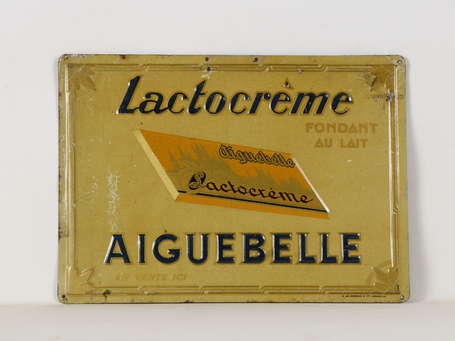 Lactocrème
FONDANT
AU LAIT
Aiguebelle
Lactocrème
AIGUEBELLE
EN VENTE ICI